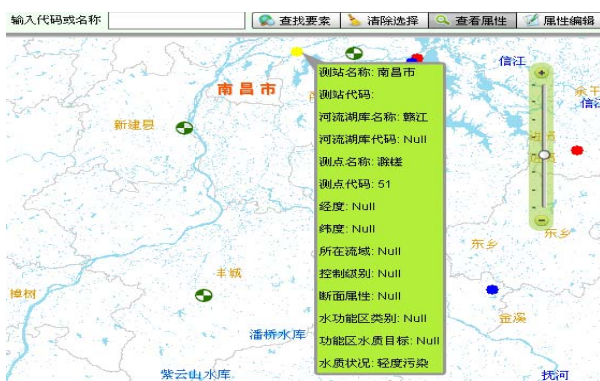 输入代码或名称 查找要素 清除选择 查看属性 属性编辑
信江
测站名称: 南昌市
南昌市
测站代码:
余干
信江
河流湖库名称: 赣江
新建县
河流湖库代码: Null
测点名称: 滁槎
测点代码: 51
经度: Null
纬度: Null
所在流域: Null
东乡
东乡
丰城
控制级别: Null
樟树
断面属性: Null
水功能区类别: Null
金溪
潘桥水库
功能区水质目标: Null
水质状况: 轻度污染
紫云山水库
抚河